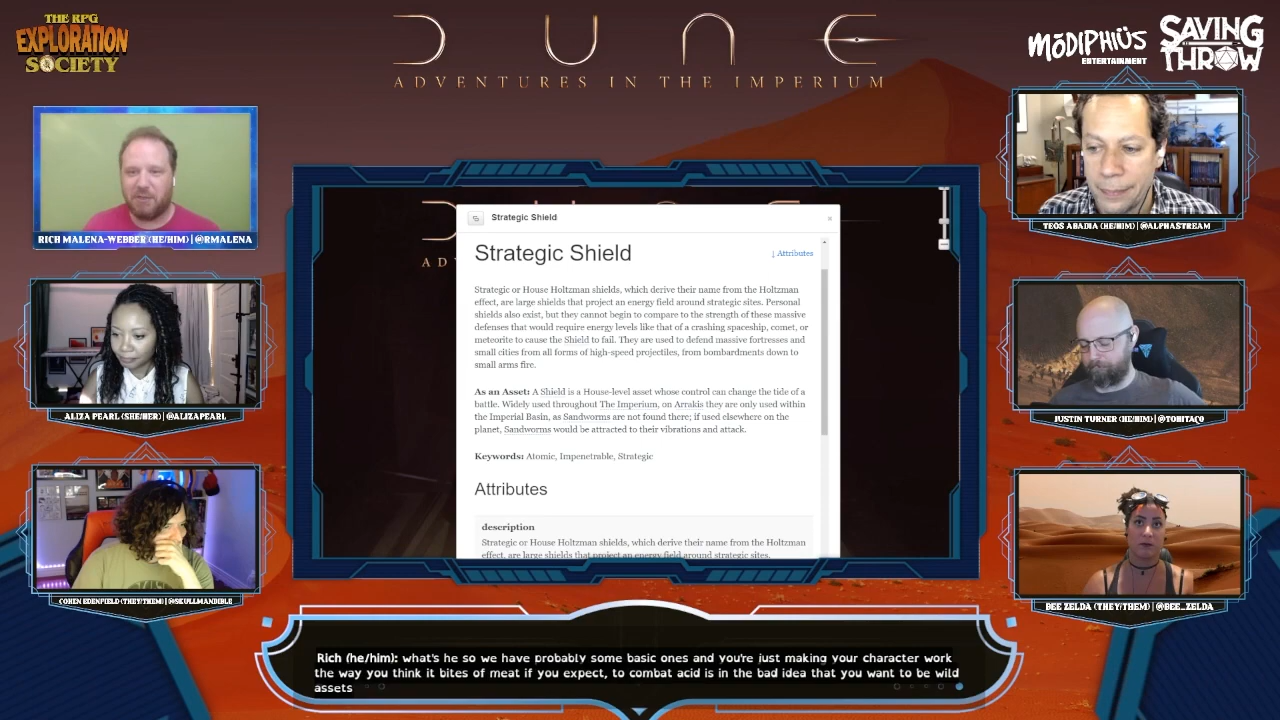 THE RPG
EXPLORATION
SOCIETY
DUNE
ADVENTURES IN THE IMPERIUM
MŌDIPHIÜS
ENTERTAINMENT
SAVING
THROW
RICH MALENA-WEBBER (HE/HIM) | @RMALENA
ALIZA PEARL (SHE/HER) | @ALIZAPEARL
COHEN EDENFIELD (THEY/THEM) | @SKULLMANDIBLE
TEOS ABADIA (HE/HIM) | @ALPHASTREAM
JUSTIN TURNER (HE/HIM) | @TOHITACO
BEE ZELDA (THEY/THEM) | @BEE_ZELDA
AD
Strategic Shield
Strategic Shield
↓ Attributes
Strategic or House Holtzman shields, which derive their name from the Holtzman
effect, are large shields that project an energy field around strategic sites. Personal
shields also exist, but they cannot begin to compare to the strength of these massive
defenses that would require energy levels like that of a crashing spaceship, comet, or
meteorite to cause the Shield to fail. They are used to defend massive fortresses and
small cities from all forms of high-speed projectiles, from bombardments down to
small arms fire.
As an Asset: A Shield is a House-level asset whose control can change the tide of a
battle. Widely used throughout The Imperium, on Arrakis they are only used within
the Imperial Basin, as Sandworms are not found there; if used elsewhere on the
planet, Sandworms would be attracted to their vibrations and attack.
Keywords: Atomic, Impenetrable, Strategic
Attributes
description
Strategic or House Holtzman shields, which derive their name from the Holtzman
effect, are large shields that project an energy field around strategic sites.
Rich (he/him): what's he so we have probably some basic ones and you're just making your character work
the way you think it bites of meat if you expect, to combat acid is in the bad idea that you want to be wild
assets